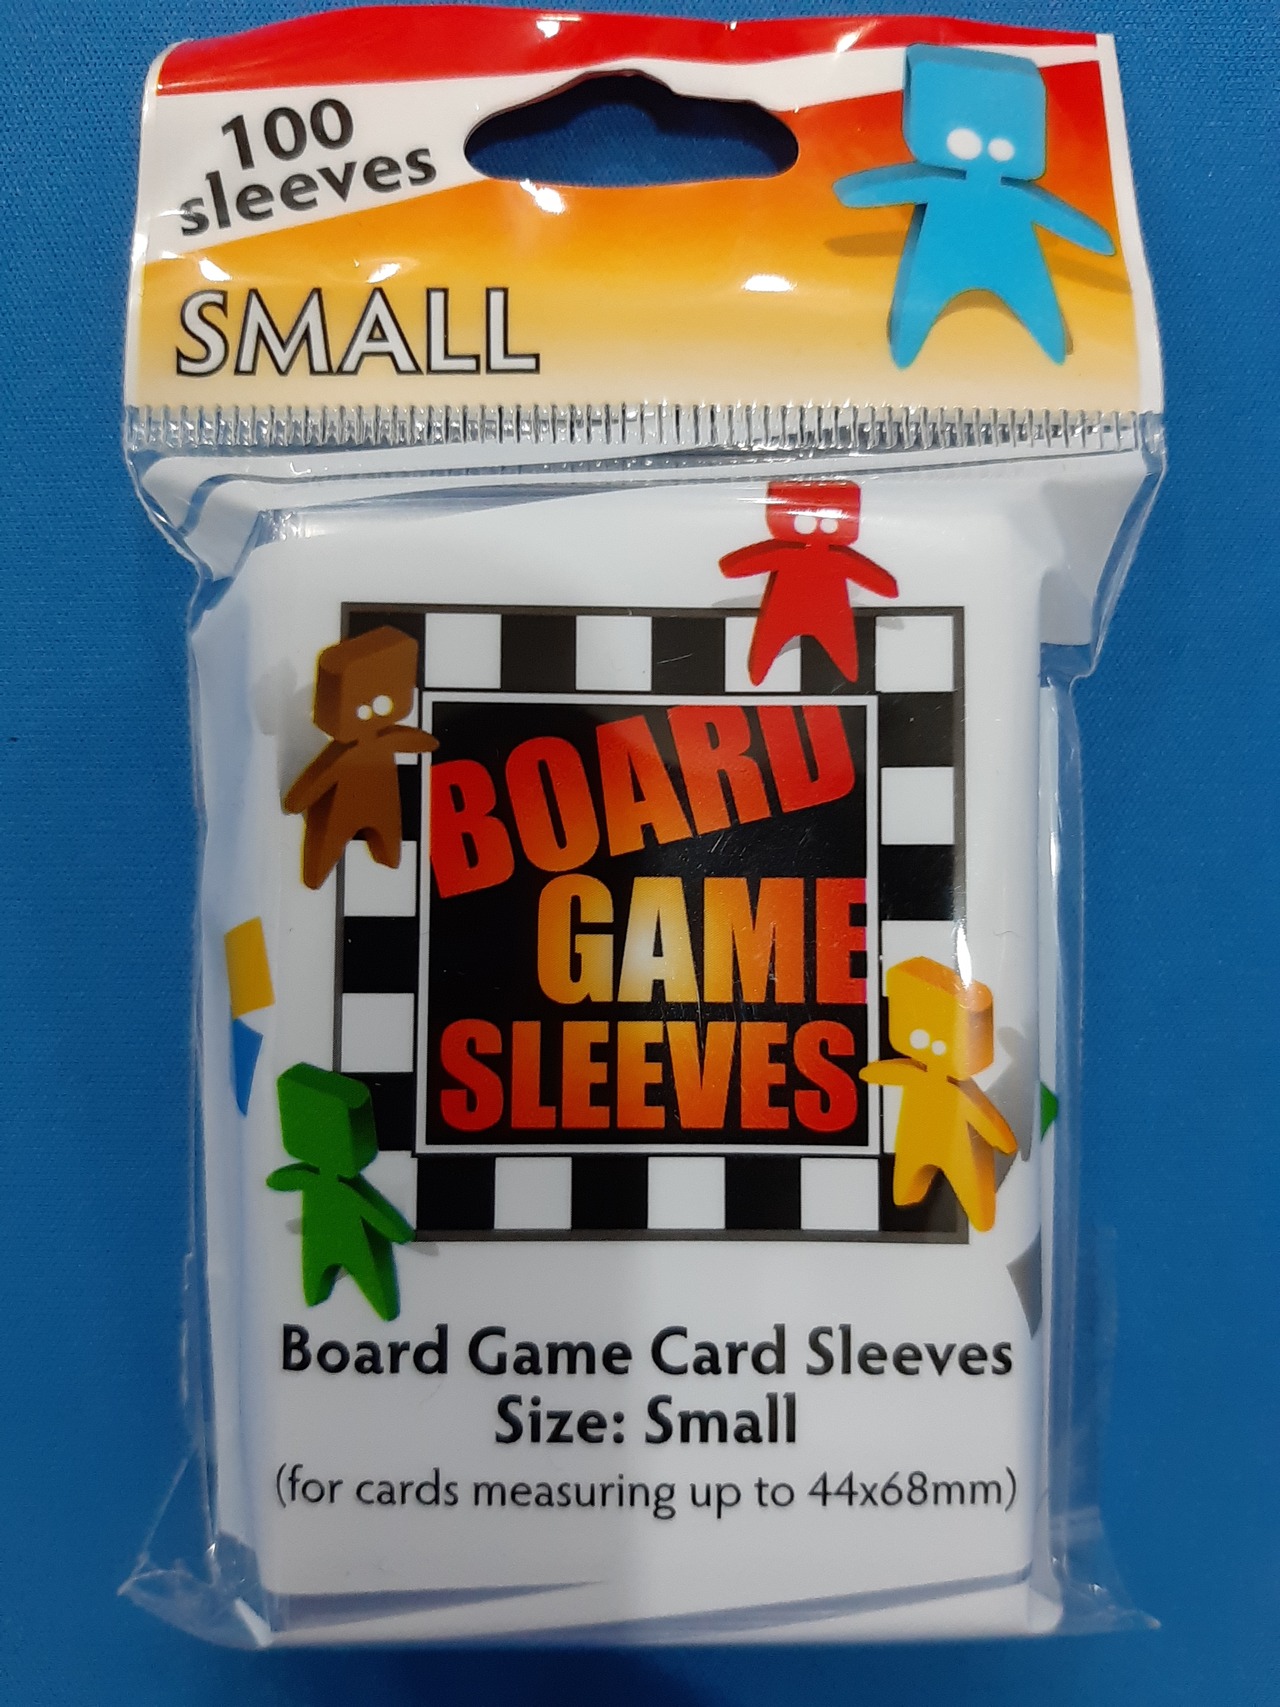 100
sleeves
SMALL
BOARD
GAME
SLEEVES
Board Game Card Sleeves
Size: Small
(for cards measuring up to 44x68mm)